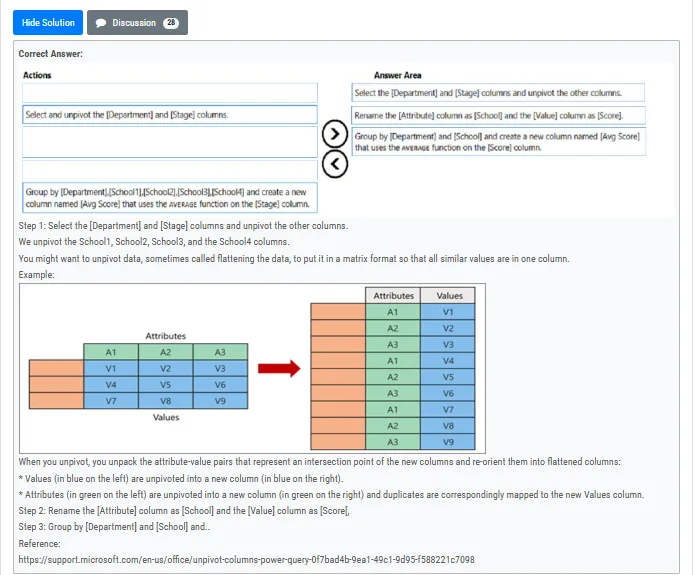 Hide Solution
Discussion 28
Correct Answer:
Actions
Answer Area
Select and unpivot the [Department] and [Stage] columns.
Group by [Department],[School1],[School2],[School3],[School4] and create a new
column named [Avg Score] that uses the AVERAGE function on the [Stage] column.
Select the [Department] and [Stage] columns and unpivot the other columns.
Rename the [Attribute] column as [School] and the [Value] column as [Score].
Group by [Department] and [School] and create a new column named [Avg Score]
that uses the AVERAGE function on the [Score] column.
Step 1: Select the [Department] and [Stage] columns and unpivot the other columns.
We unpivot the School1, School2, School3, and the School4 columns.
You might want to unpivot data, sometimes called flattening the data, to put it in a matrix format so that all similar values are in one column.
Example:
Attributes
A1 A2 A3
V1 V2 V3
V4 V5 V6
V7 V8 V9
Values
Attributes Values
A1 V1
A2 V2
A3 V3
A1 V4
A2 V5
A3 V6
A1 V7
A2 V8
A3 V9
When you unpivot, you unpack the attribute-value pairs that represent an intersection point of the new columns and re-orient them into flattened columns:
* Values (in blue on the left) are unpivoted into a new column (in blue on the right).
* Attributes (in green on the left) are unpivoted into a new column (in green on the right) and duplicates are correspondingly mapped to the new Values column.
Step 2: Rename the [Attribute] column as [School] and the [Value] column as [Score[,
Step 3: Group by [Department] and [School] and..
Reference:
https://support.microsoft.com/en-us/office/unpivot-columns-power-query-0f7bad4b-9ea1-49c1-9d95-f588221c7098